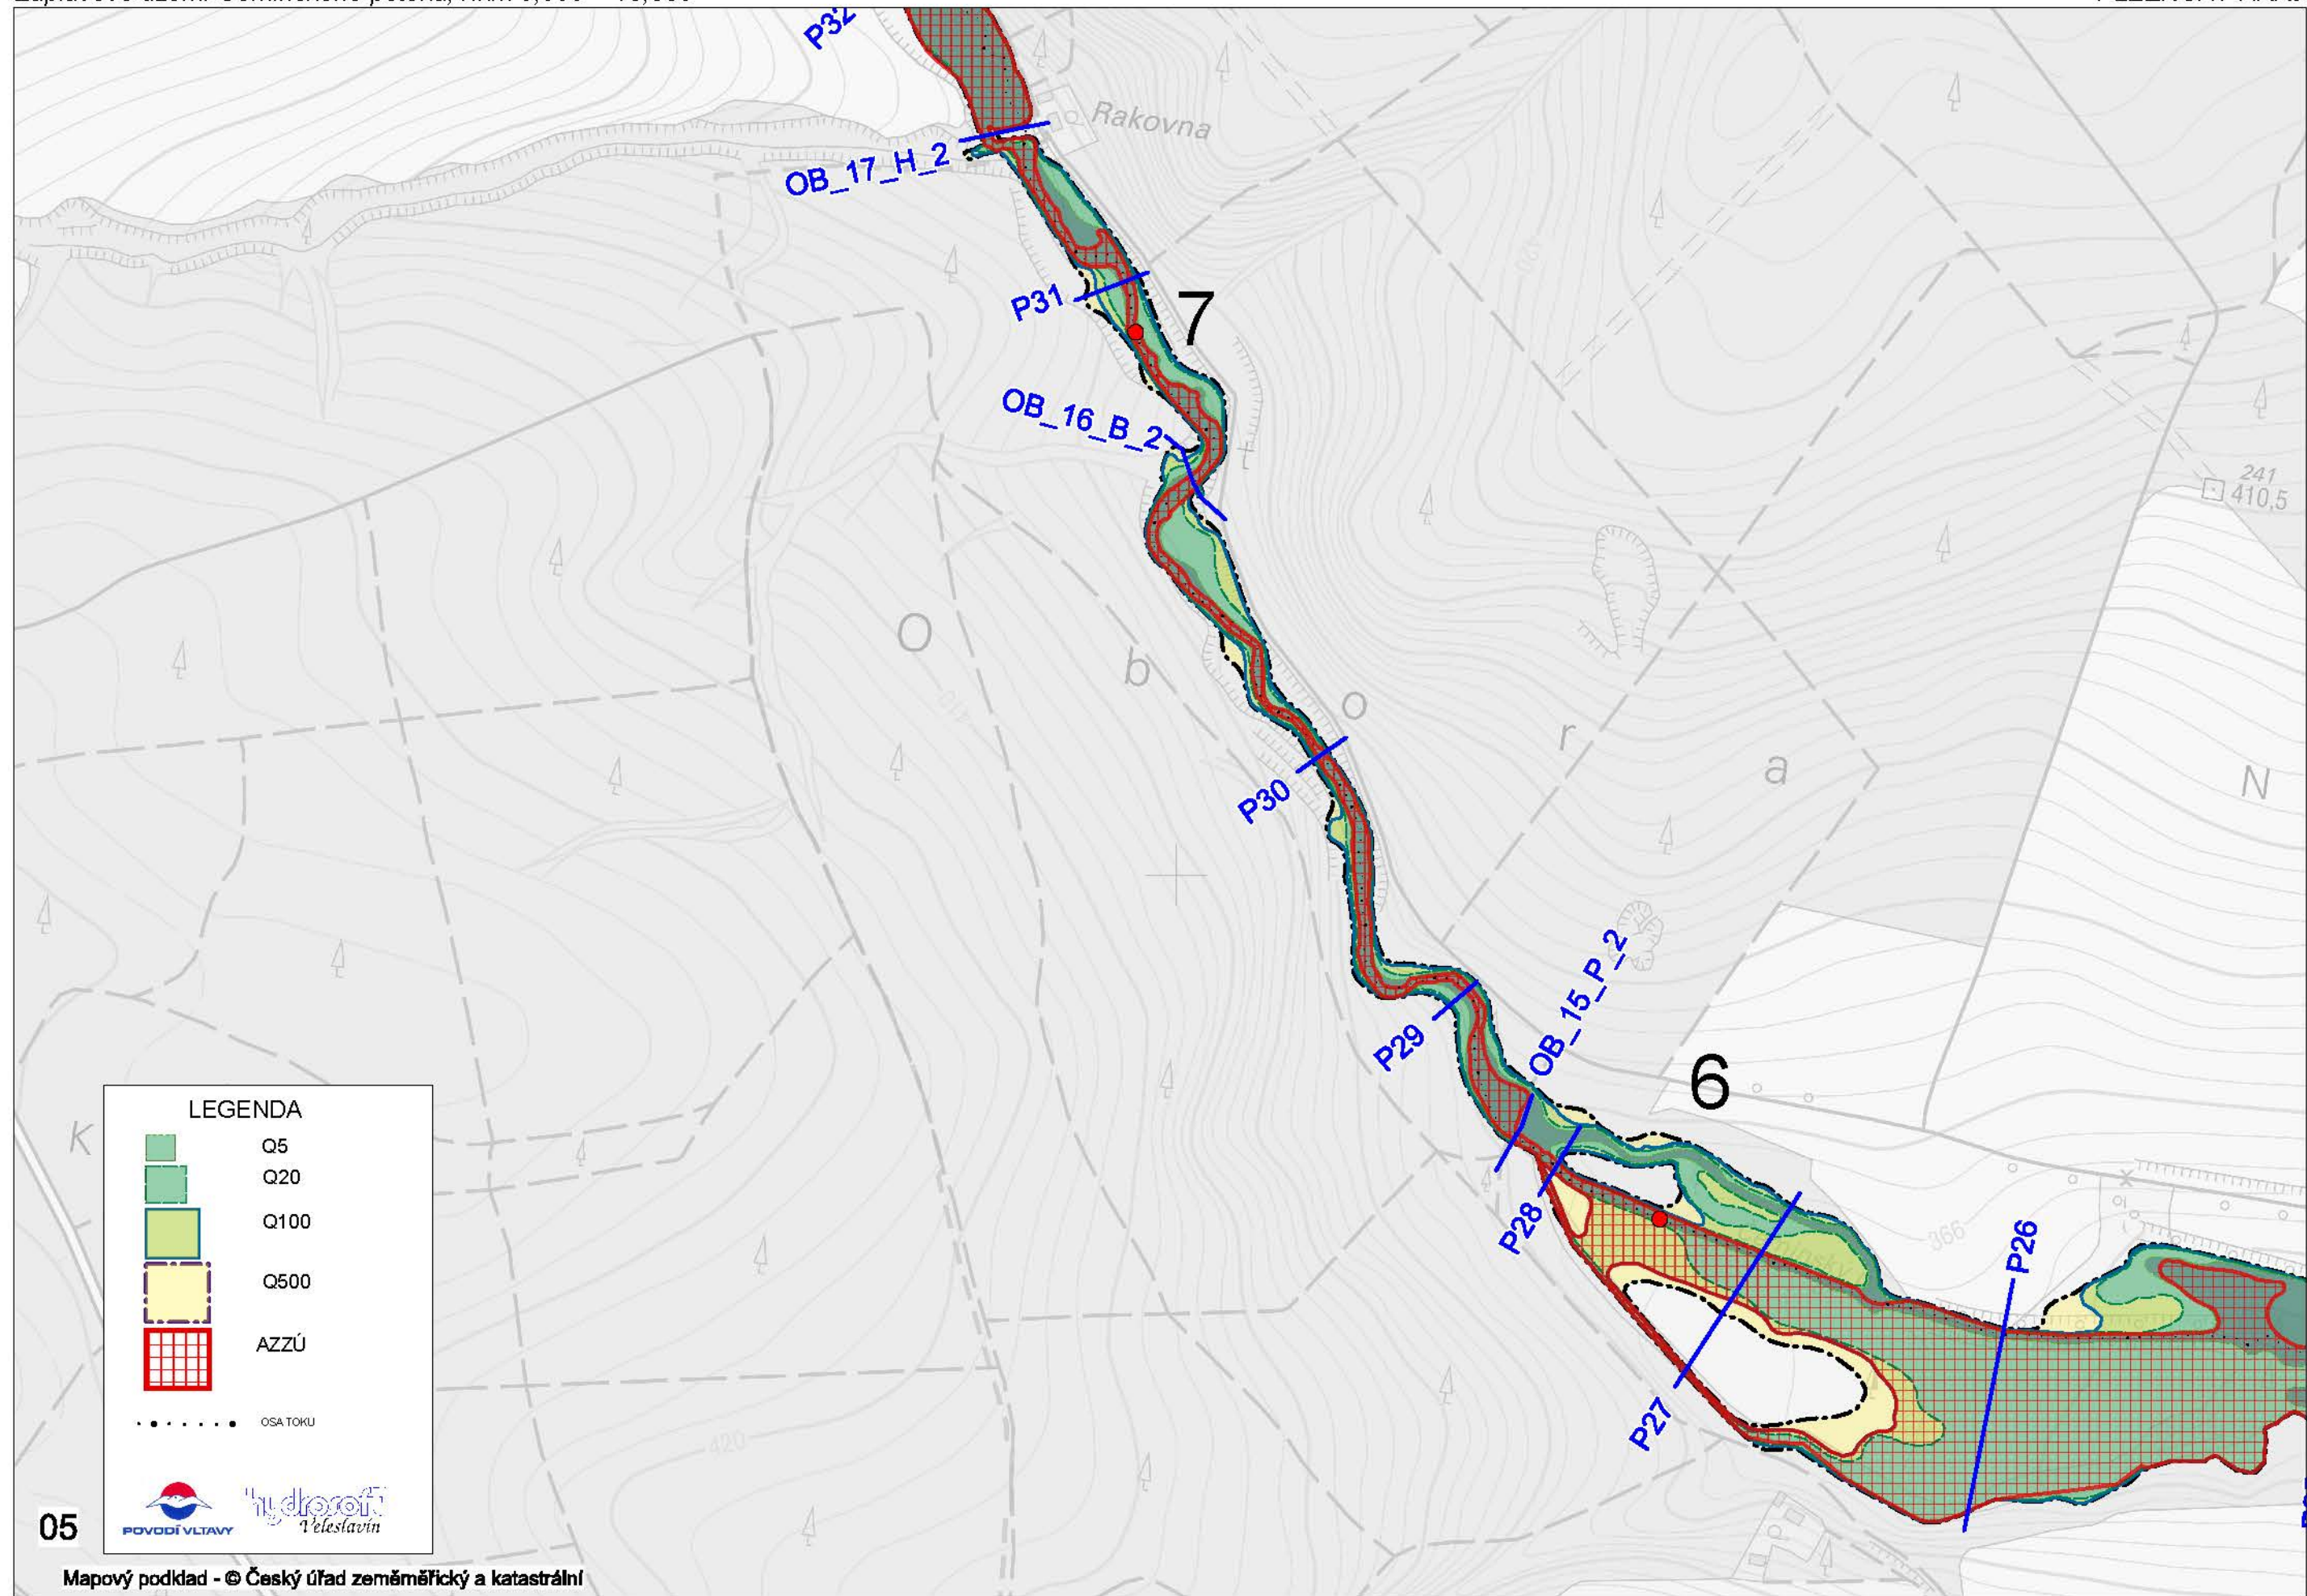 P32
Rakovna
OB_17_H_2
P31
7
OB_16_B_2
241
410,5
O b o r a
N
P30
OB_15_P_2
P29
6
P28
366
P26
P27
420
K
LEGENDA
Q5
Q20
Q100
Q500
AZZÚ
OSA TOKU
POVODÍ VLTAVY
hydrosoft
Veleslavín
05
Mapový podklad - © Český úřad zeměměřický a katastrální